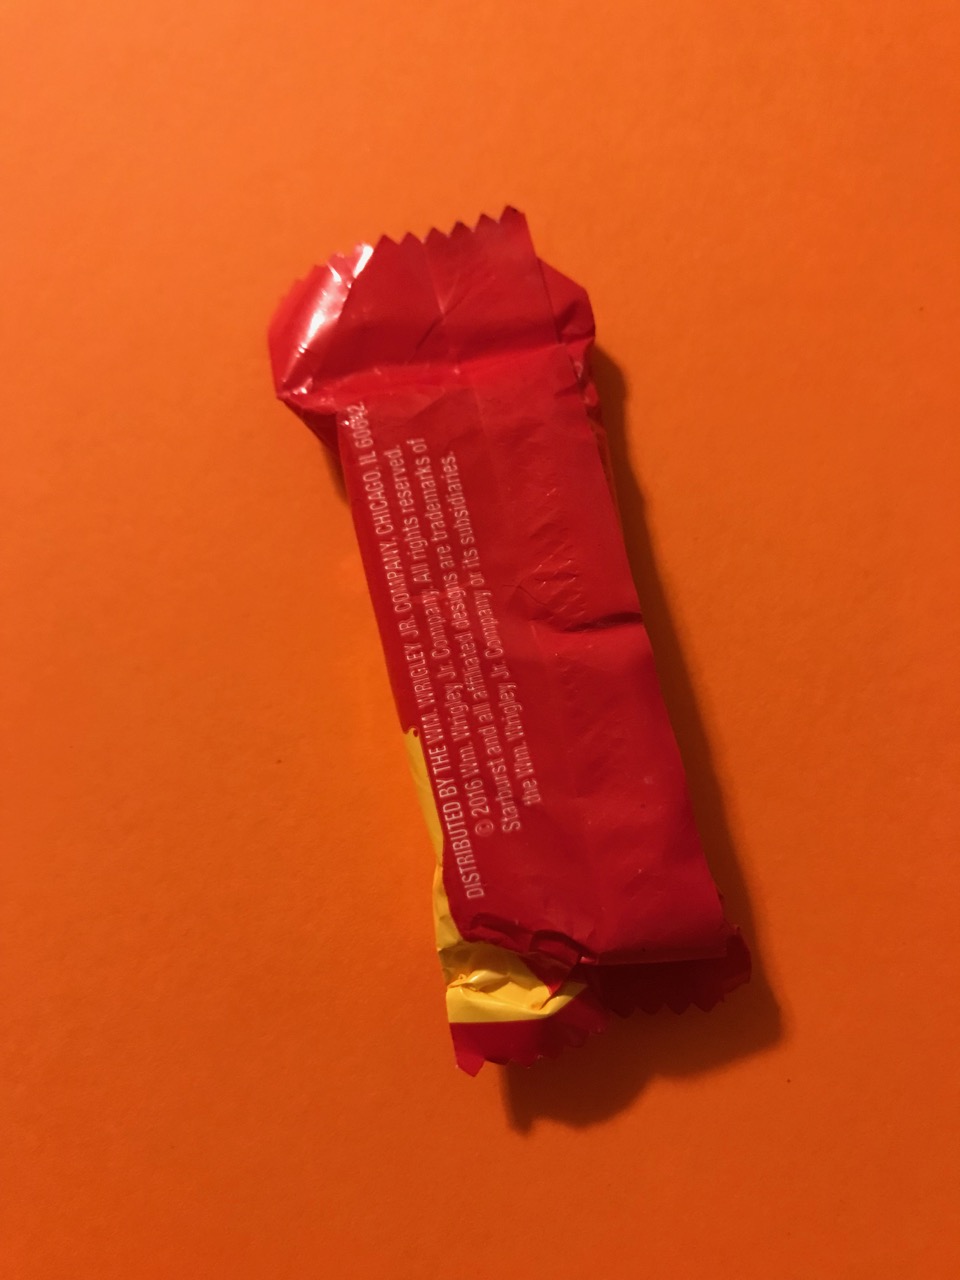 DISTRIBUTED BY THE WM. WRIGLEY JR. COMPANY, CHICAGO, IL 60642.
© 2016 Wm. Wrigley Jr. Company. All rights reserved.
Starburst and all affiliated designs are trademarks of
the Wm. Wrigley Jr. Company or its subsidiaries.